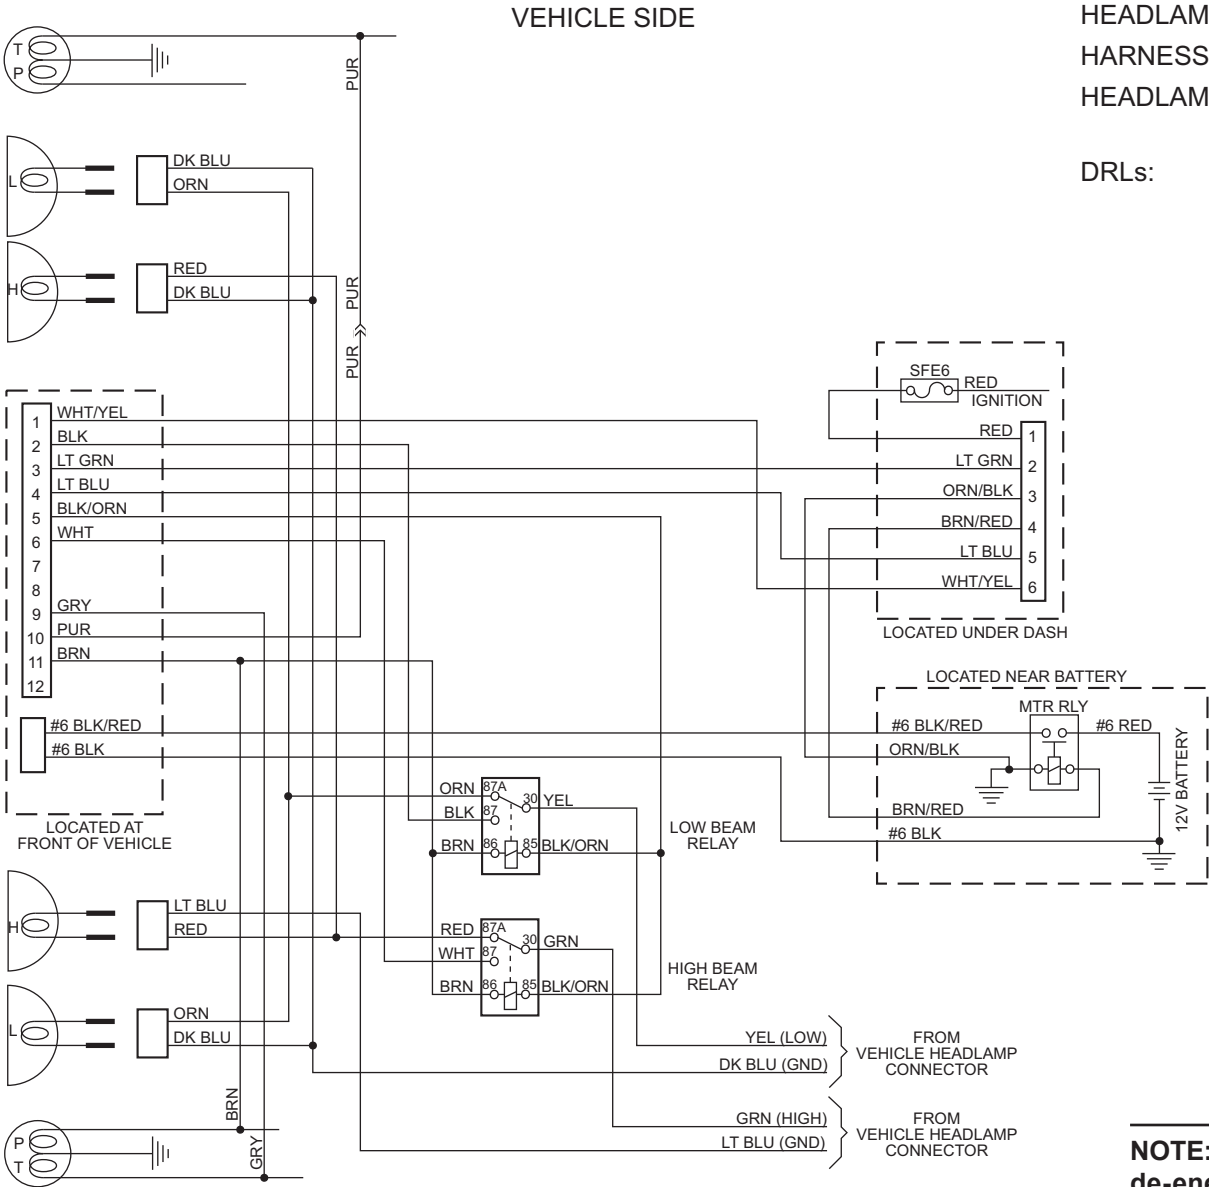 VEHICLE SIDE
HEADLAM
HARNESS
HEADLAM
DRLs:
T
P
PUR
L
DK BLU
ORN
H
RED
DK BLU
PUR
PUR
1 WHT/YEL
2 BLK
3 LT GRN
4 LT BLU
5 BLK/ORN
6 WHT
7
8
9 GRY
10 PUR
11 BRN
12
#6 BLK/RED
#6 BLK
LOCATED AT
FRONT OF VEHICLE
SFE6
RED
IGNITION
RED 1
LT GRN 2
ORN/BLK 3
BRN/RED 4
LT BLU 5
WHT/YEL 6
LOCATED UNDER DASH
LOCATED NEAR BATTERY
MTR RLY
#6 BLK/RED
#6 RED
ORN/BLK
BRN/RED
#6 BLK
12V BATTERY
ORN 87A
30 YEL
BLK 87
BRN 86
85 BLK/ORN
LOW BEAM
RELAY
RED 87A
30 GRN
WHT 87
BRN 86
85 BLK/ORN
HIGH BEAM
RELAY
H
LT BLU
RED
L
ORN
DK BLU
BRN
GRY
P
T
YEL (LOW)
DK BLU (GND)
FROM
VEHICLE HEADLAMP
CONNECTOR
GRN (HIGH)
LT BLU (GND)
FROM
VEHICLE HEADLAMP
CONNECTOR
NOTE:
de-ene